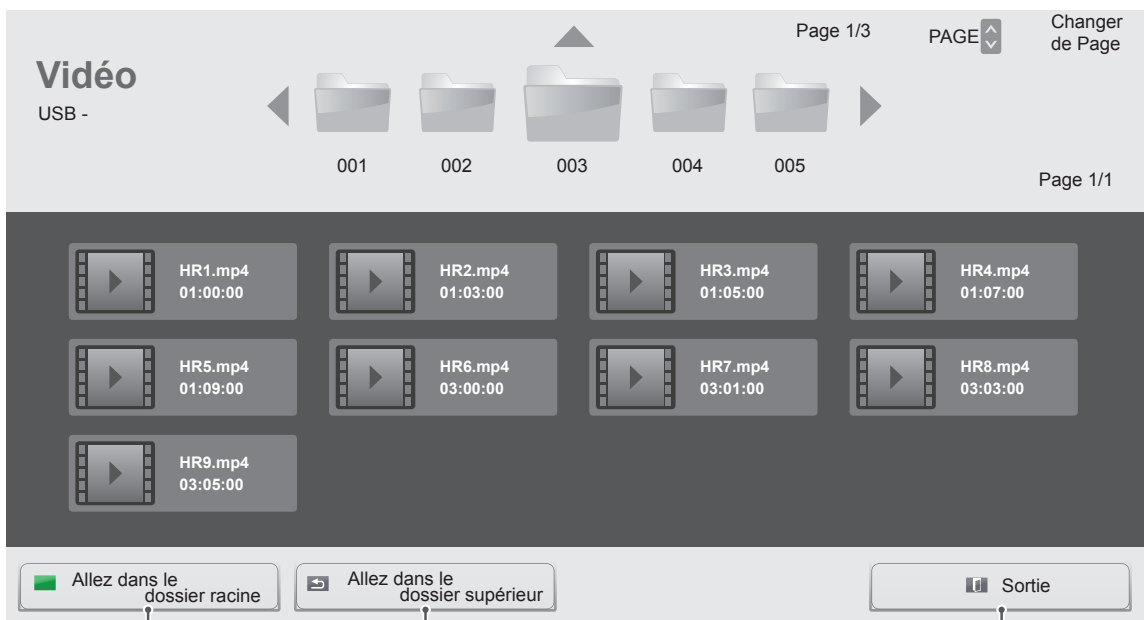 Page 1/3
PAGE
Changer
de Page
Vidéo
USB -
001 002 003 004 005
Page 1/1
HR1.mp4
01:00:00
HR2.mp4
01:03:00
HR3.mp4
01:05:00
HR4.mp4
01:07:00
HR5.mp4
01:09:00
HR6.mp4
03:00:00
HR7.mp4
03:01:00
HR8.mp4
03:03:00
HR9.mp4
03:05:00
Allez dans le
dossier racine
Allez dans le
dossier supérieur
Sortie